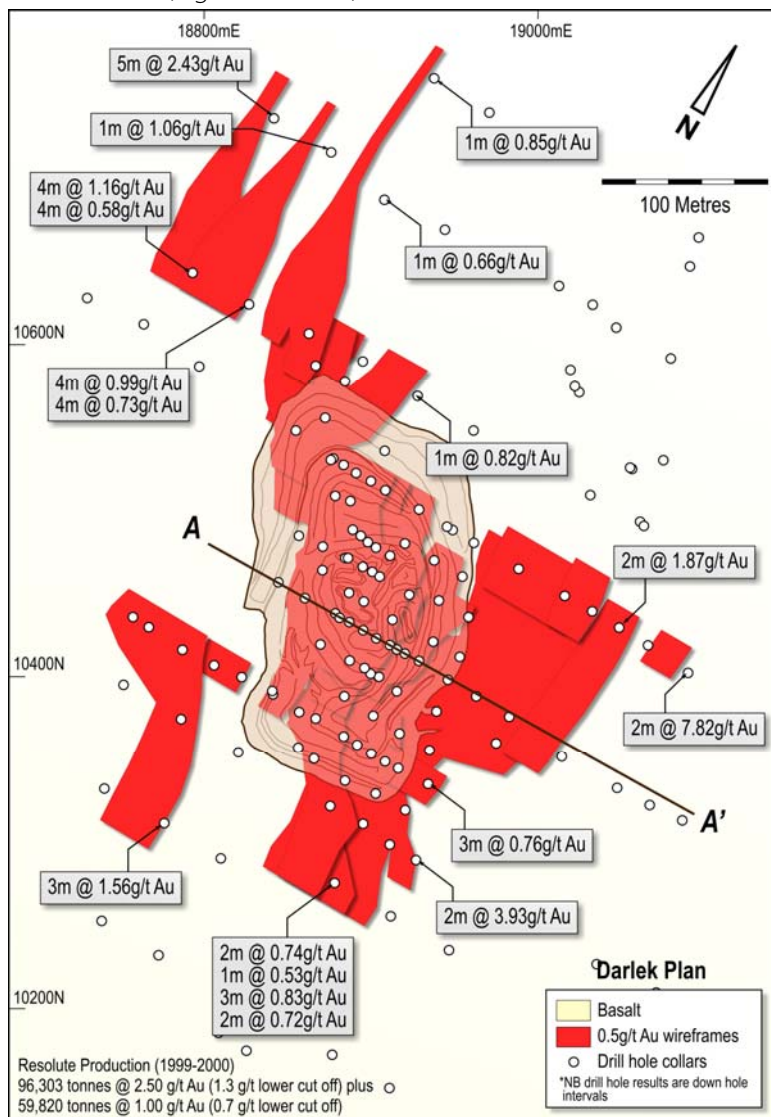 18800mE
19000mE
5m @ 2.43g/t Au
1m @ 1.06g/t Au
1m @ 0.85g/t Au
N
100 Metres
4m @ 1.16g/t Au
4m @ 0.58g/t Au
1m @ 0.66g/t Au
10600N
4m @ 0.99g/t Au
4m @ 0.73g/t Au
1m @ 0.82g/t Au
A
2m @ 1.87g/t Au
10400N
2m @ 7.82g/t Au
A'
3m @ 0.76g/t Au
3m @ 1.56g/t Au
2m @ 3.93g/t Au
2m @ 0.74g/t Au
1m @ 0.53g/t Au
3m @ 0.83g/t Au
2m @ 0.72g/t Au
10200N
Darlek Plan
Basalt
0.5g/t Au wireframes
Drill hole collars
*NB drill hole results are down hole
intervals
Resolute Production (1999-2000)
96,303 tonnes @ 2.50 g/t Au (1.3 g/t lower cut off) plus
59,820 tonnes @ 1.00 g/t Au (0.7 g/t lower cut off)